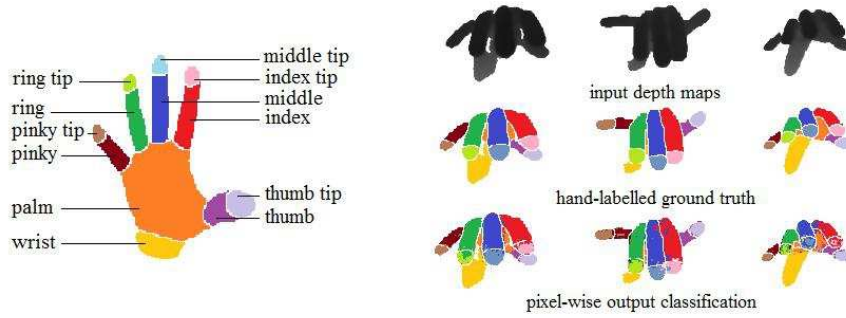 middle tip
ring tip
index tip
ring
middle
pinky tip
index
pinky
thumb tip
palm
thumb
wrist
input depth maps
hand-labelled ground truth
pixel-wise output classification